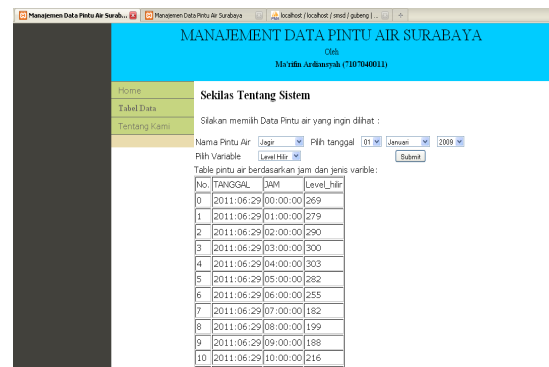 Manajemen Data Pintu Air Surab...
Manajemen Data Pintu Air Surabaya
localhost / localhost / smsd / gubeng | ...
MANAJEMENT DATA PINTU AIR SURABAYA
Oleh
Ma'rifin Ardiansyah (7107040011)
Home
Tabel Data
Tentang Kami
Sekilas Tentang Sistem
Silakan memilih Data Pintu air yang ingin dilihat :
Nama Pintu Air Jagir Pilih tanggal 01 Januari 2009
Pilih Variable Level Hilir Submit
Table pintu air berdasarkan jam dan jenis varible:
No. TANGGAL JAM Level_hilir
0 2011:06:29 00:00:00 269
1 2011:06:29 01:00:00 279
2 2011:06:29 02:00:00 290
3 2011:06:29 03:00:00 300
4 2011:06:29 04:00:00 303
5 2011:06:29 05:00:00 282
6 2011:06:29 06:00:00 255
7 2011:06:29 07:00:00 182
8 2011:06:29 08:00:00 199
9 2011:06:29 09:00:00 188
10 2011:06:29 10:00:00 216